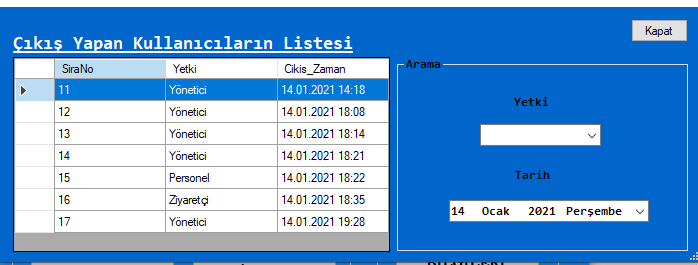 Kapat
Çıkış Yapan Kullanıcıların Listesi
SiraNo Yetki Cikis_Zaman
11 Yönetici 14.01.2021 14:18
12 Yönetici 14.01.2021 18:08
13 Yönetici 14.01.2021 18:14
14 Yönetici 14.01.2021 18:21
15 Personel 14.01.2021 18:22
16 Ziyaretçi 14.01.2021 18:35
17 Yönetici 14.01.2021 19:28
Arama
Yetki
Tarih
14 Ocak 2021 Perşembe